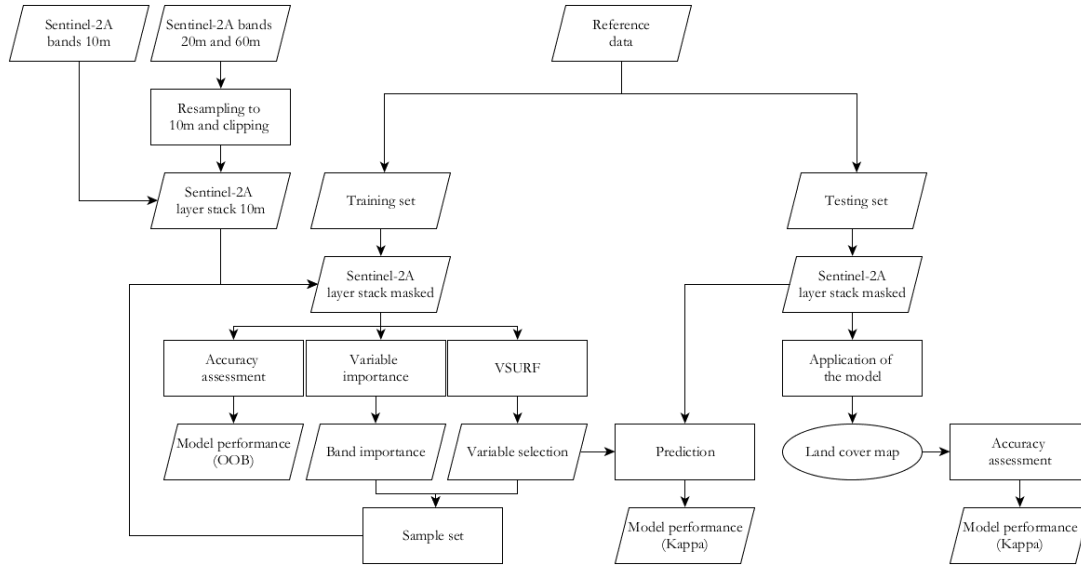 Sentinel-2A
bands 10m
Sentinel-2A bands
20m and 60m
Reference
data
Resampling to
10m and clipping
Sentinel-2A
layer stack 10m
Training set
Testing set
Sentinel-2A
layer stack masked
Sentinel-2A
layer stack masked
Accuracy
assessment
Variable
importance
VSURF
Application of
the model
Model performance
(OOB)
Band importance
Variable selection
Prediction
Land cover map
Accuracy
assessment
Sample set
Model performance
(Kappa)
Model performance
(Kappa)